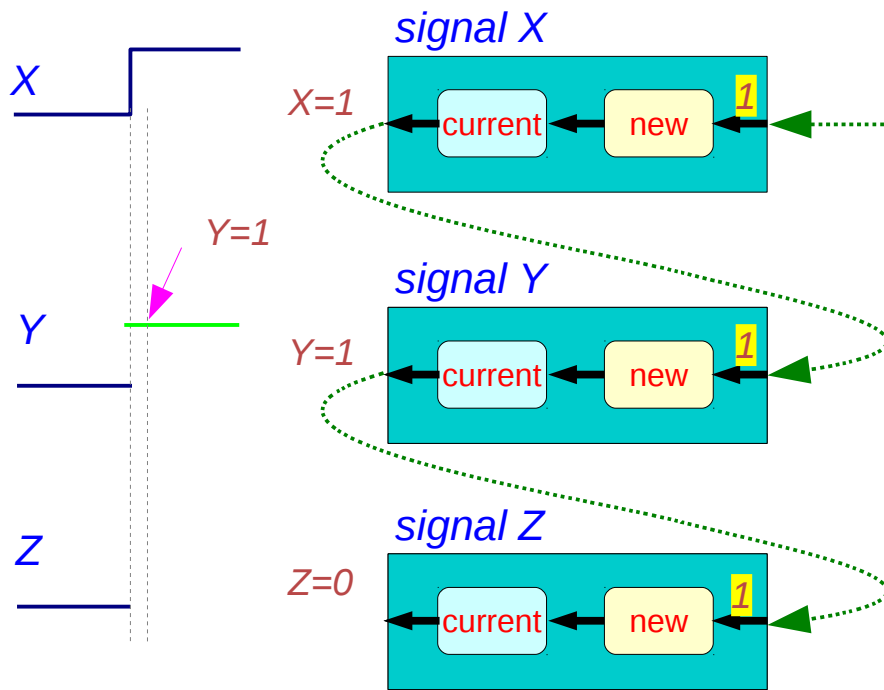 X
Y=1
Y
Z
signal X
X=1
current
new
1
signal Y
Y=1
current
new
1
signal Z
Z=0
current
new
1